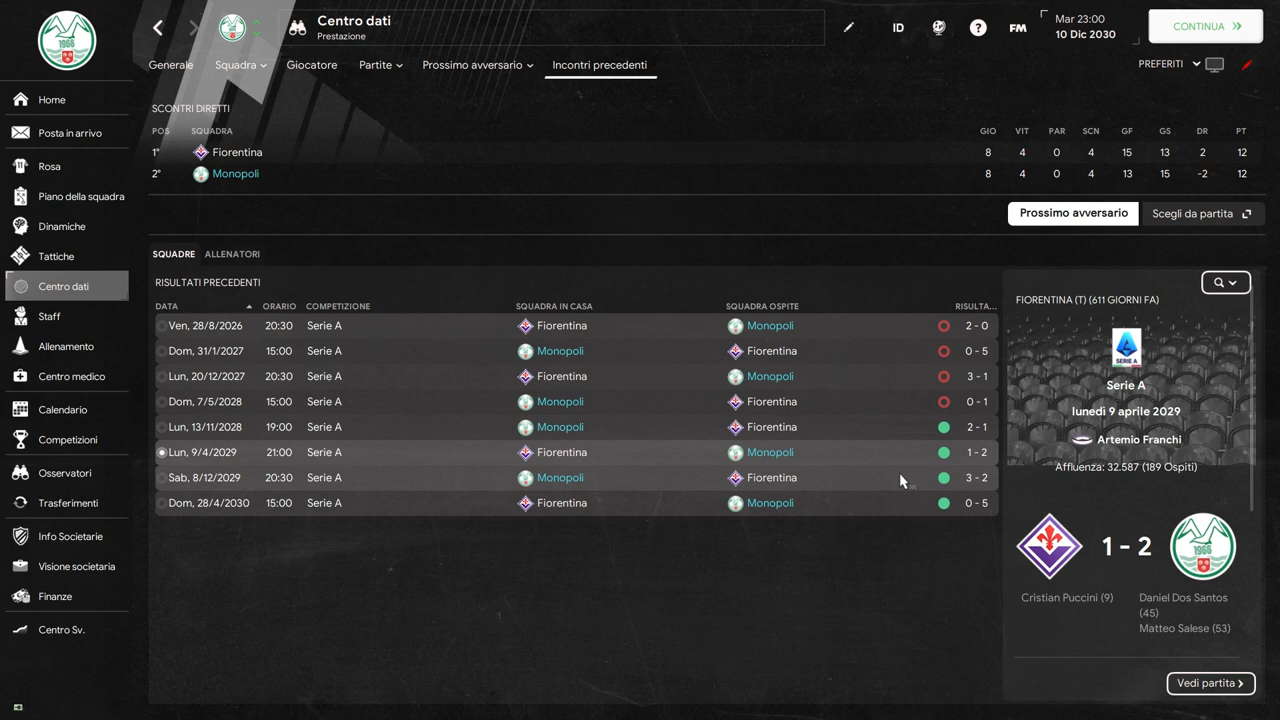 1966
Centro dati
Prestazione
ID
FM
Mar 23:00
10 Dic 2030
CONTINUA
Generale
Squadra
Giocatore
Partite
Prossimo avversario
Incontri precedenti
PREFERITI
Home
Posta in arrivo
Rosa
Piano della squadra
Dinamiche
Tattiche
Centro dati
Staff
Allenamento
Centro medico
Calendario
Competizioni
Osservatori
Trasferimenti
Info Societarie
Visione societaria
Finanze
Centro Sv.
SCONTRI DIRETTI
POS SQUADRA GIO VIT PAR SCN GF GS DR PT
1° Fiorentina 8 4 0 4 15 13 2 12
2° Monopoli 8 4 0 4 13 15 -2 12
Prossimo avversario
Scegli da partita
SQUADRE ALLENATORI
RISULTATI PRECEDENTI
DATA ORARIO COMPETIZIONE SQUADRA IN CASA SQUADRA OSPITE RISULTA...
Ven, 28/8/2026 20:30 Serie A Fiorentina Monopoli 2 - 0
Dom, 31/1/2027 15:00 Serie A Monopoli Fiorentina 0 - 5
Lun, 20/12/2027 20:30 Serie A Fiorentina Monopoli 3 - 1
Dom, 7/5/2028 15:00 Serie A Monopoli Fiorentina 0 - 1
Lun, 13/11/2028 19:00 Serie A Monopoli Fiorentina 2 - 1
Lun, 9/4/2029 21:00 Serie A Fiorentina Monopoli 1 - 2
Sab, 8/12/2029 20:30 Serie A Monopoli Fiorentina 3 - 2
Dom, 28/4/2030 15:00 Serie A Fiorentina Monopoli 0 - 5
FIORENTINA (T) (611 GIORNI FA)
SERIE A
Serie A
lunedì 9 aprile 2029
Artemio Franchi
Affluenza: 32.587 (189 Ospiti)
1 - 2
1966
Cristian Puccini (9)
Daniel Dos Santos
(45)
Matteo Salese (53)
Vedi partita